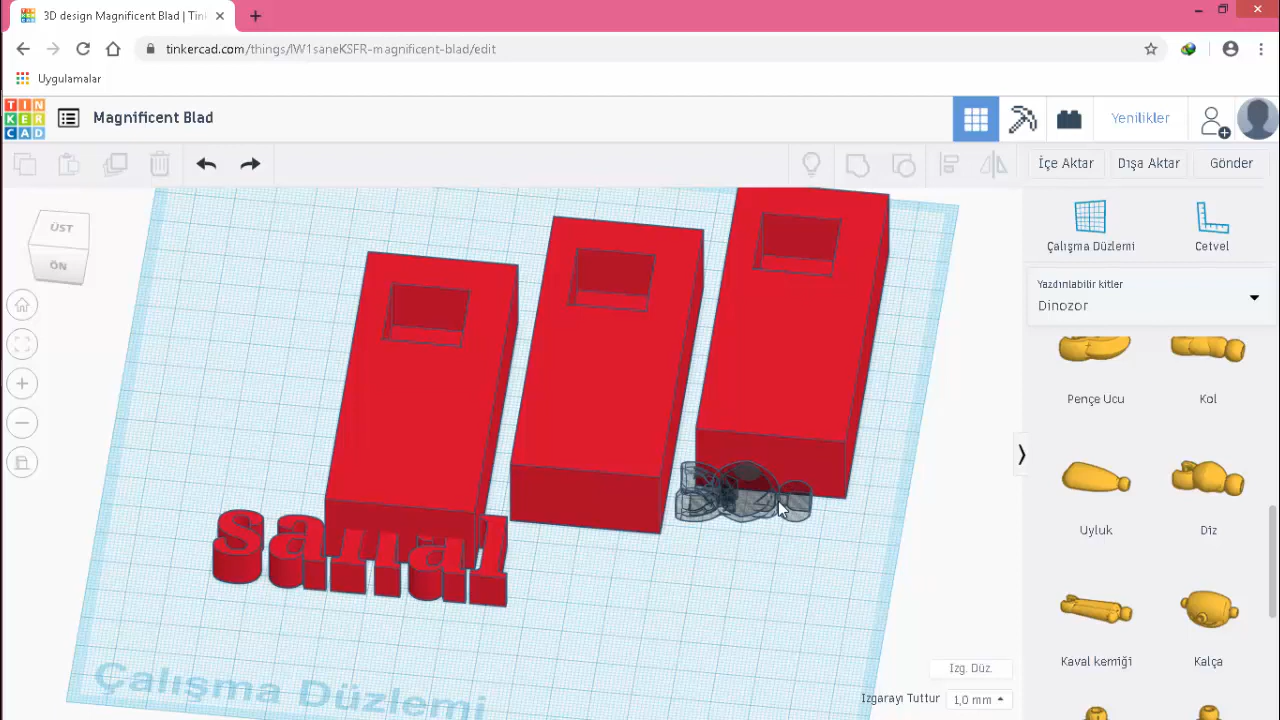 3D design Magnificent Blad | Tin
tinkercad.com/things/lW1saneKSFR-magnificent-blad/edit
Uygulamalar
TIN
KER
CAD
Magnificent Blad
Yenilikler
İçe Aktar
Dışa Aktar
Gönder
ÜST
ÖN
Çalışma Düzlemi
Cetvel
Yazdırılabilir kitler
Dinozor
Pençe Ucu
Kol
Uyluk
Diz
Kaval kemiği
Kalça
sanal
Çalışma Düzlemi
Izg. Düz.
Izgarayı Tuttur
1,0 mm